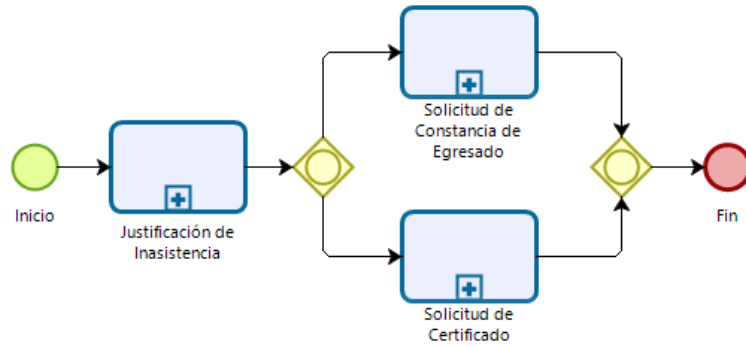 Inicio
Justificación de
Inasistencia
Solicitud de
Constancia de
Egresado
Solicitud de
Certificado
Fin